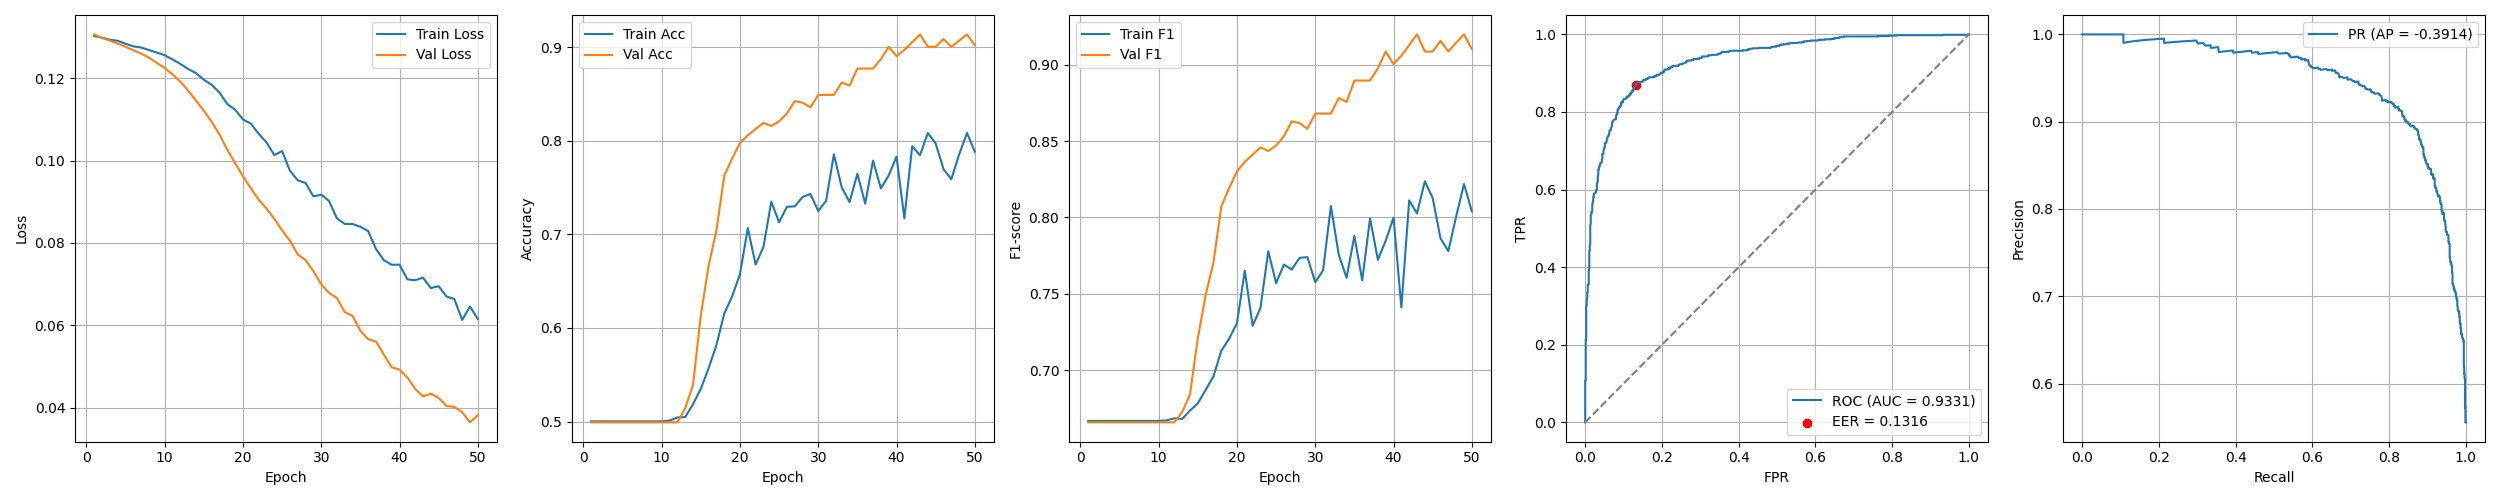 Loss
0.12
0.10
0.08
0.06
0.04
0 10 20 30 40 50
Epoch
Train Loss
Val Loss
Accuracy
0.9
0.8
0.7
0.6
0.5
0 10 20 30 40 50
Epoch
Train Acc
Val Acc
F1-score
0.90
0.85
0.80
0.75
0.70
0 10 20 30 40 50
Epoch
Train F1
Val F1
TPR
1.0
0.8
0.6
0.4
0.2
0.0
0.0 0.2 0.4 0.6 0.8 1.0
FPR
ROC (AUC = 0.9331)
EER = 0.1316
Precision
1.0
0.9
0.8
0.7
0.6
0.0 0.2 0.4 0.6 0.8 1.0
Recall
PR (AP = -0.3914)